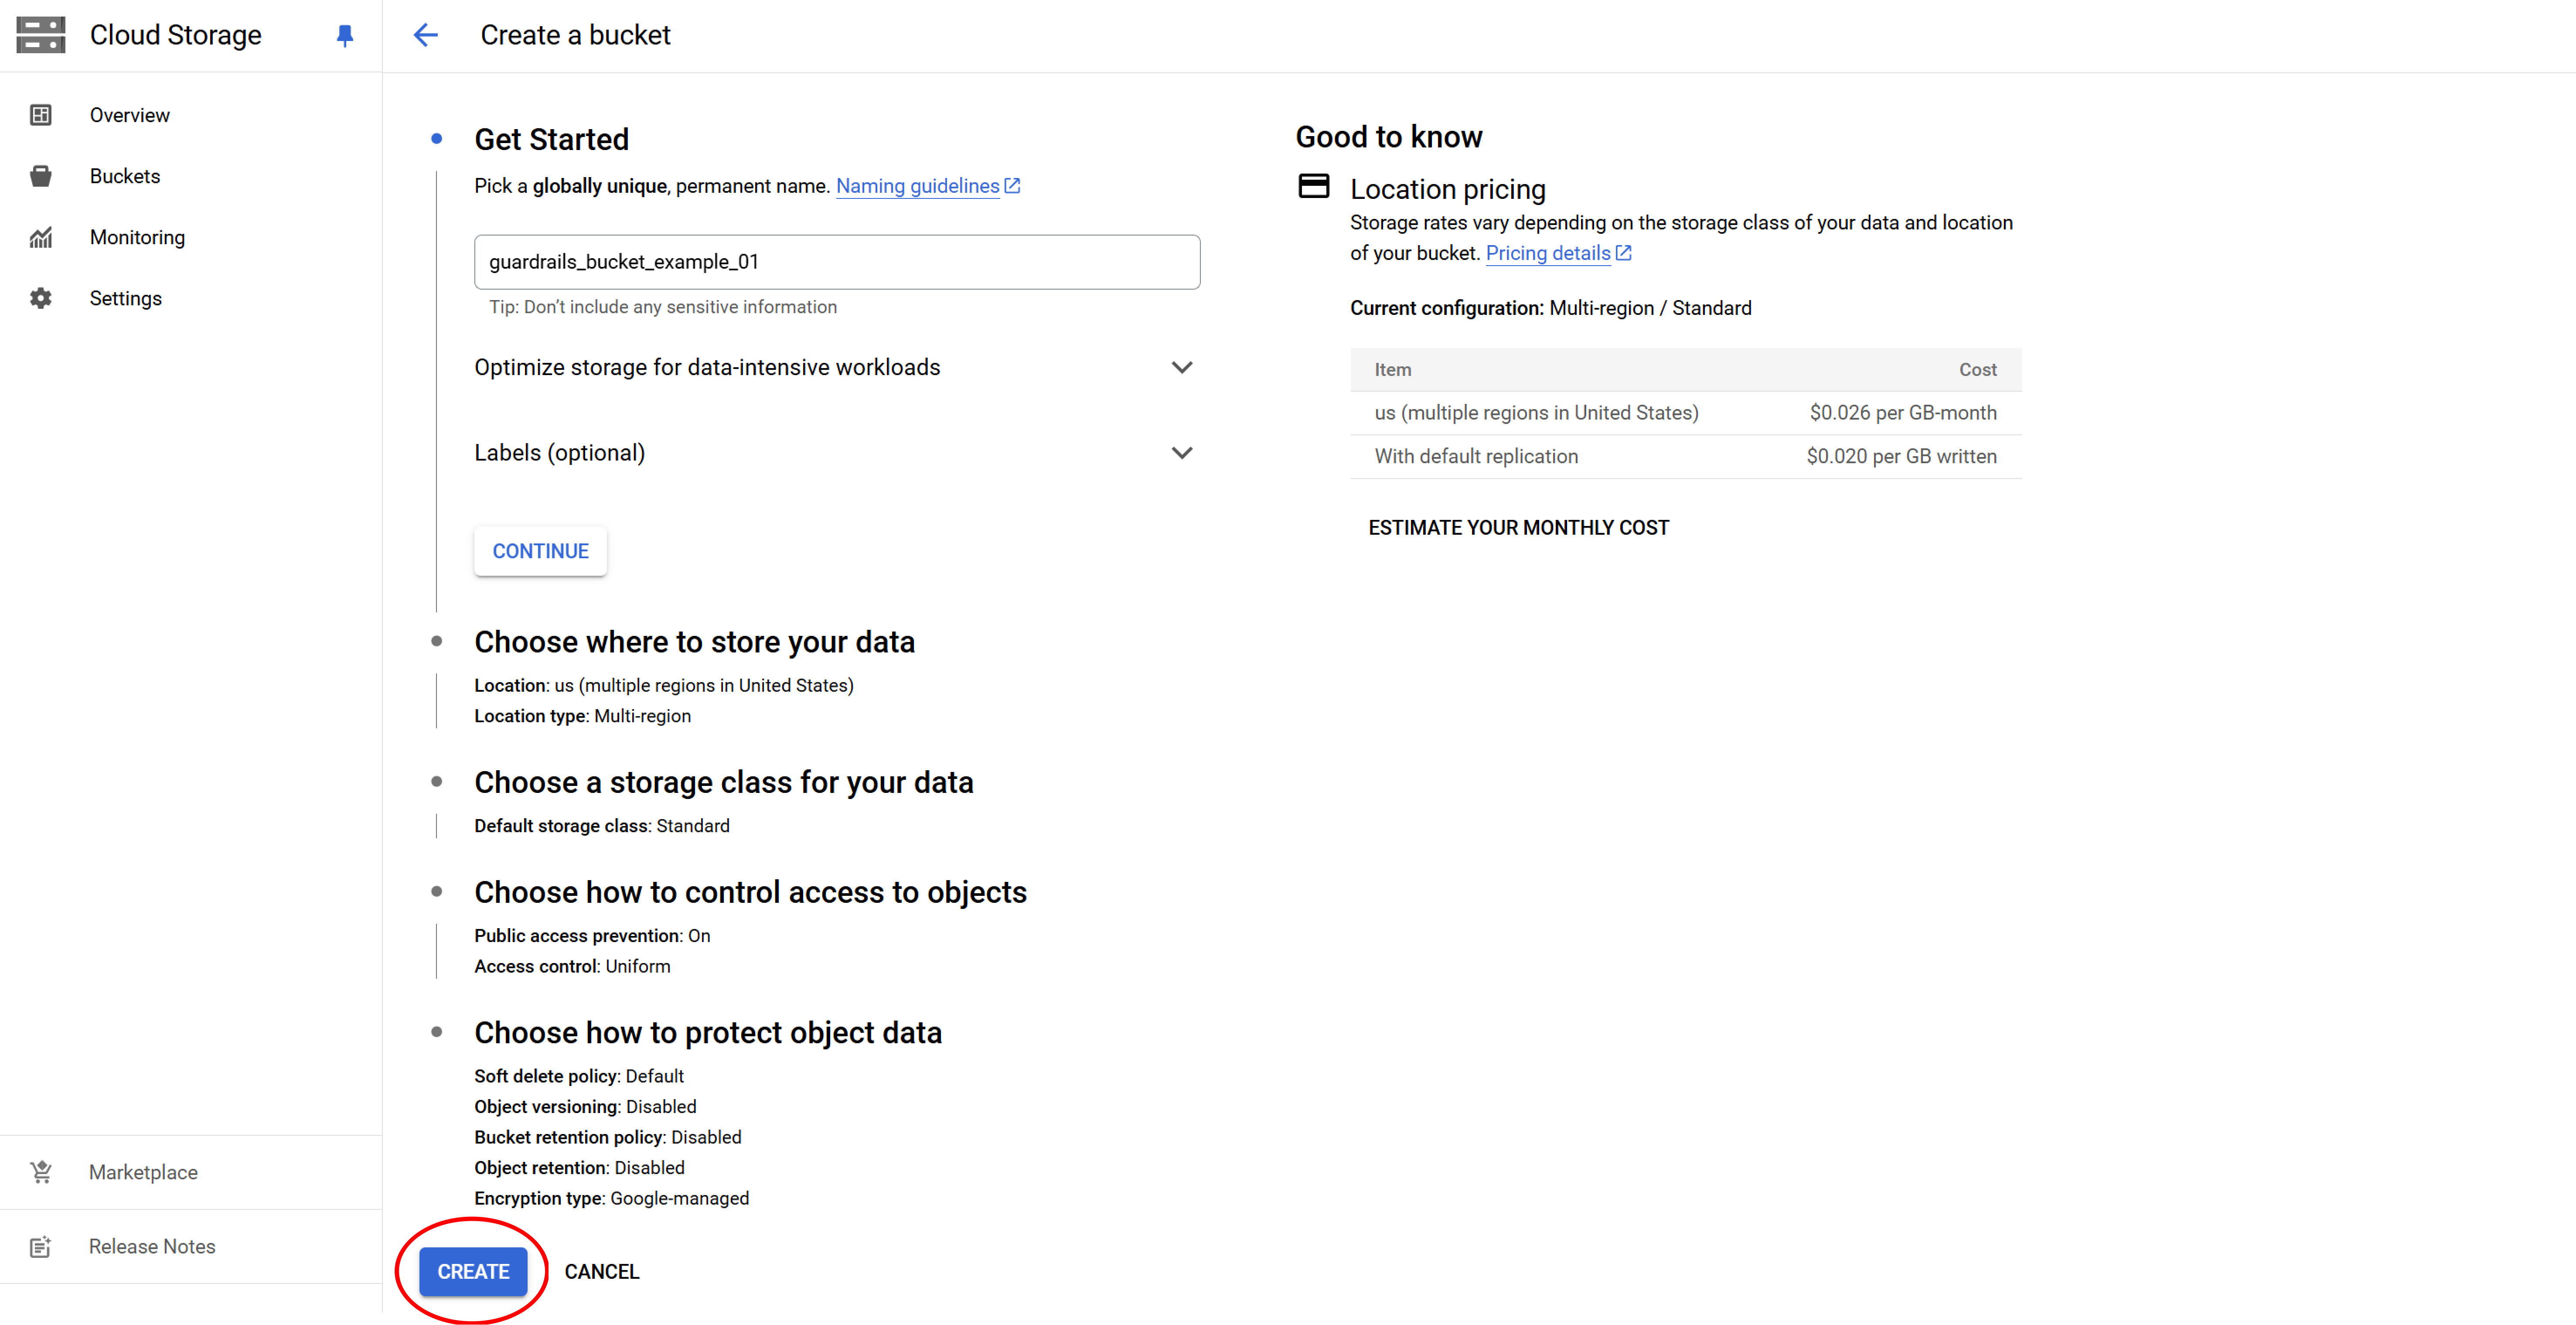 Cloud Storage
Create a bucket
Overview
Buckets
Monitoring
Settings
Marketplace
Release Notes
Get Started
Pick a globally unique, permanent name. Naming guidelines
guardrails_bucket_example_01
Tip: Don’t include any sensitive information
Optimize storage for data-intensive workloads
Labels (optional)
CONTINUE
Choose where to store your data
Location: us (multiple regions in United States)
Location type: Multi-region
Choose a storage class for your data
Default storage class: Standard
Choose how to control access to objects
Public access prevention: On
Access control: Uniform
Choose how to protect object data
Soft delete policy: Default
Object versioning: Disabled
Bucket retention policy: Disabled
Object retention: Disabled
Encryption type: Google-managed
CREATE CANCEL
Good to know
Location pricing
Storage rates vary depending on the storage class of your data and location
of your bucket. Pricing details
Current configuration: Multi-region / Standard
Item Cost
us (multiple regions in United States) $0.026 per GB-month
With default replication $0.020 per GB written
ESTIMATE YOUR MONTHLY COST